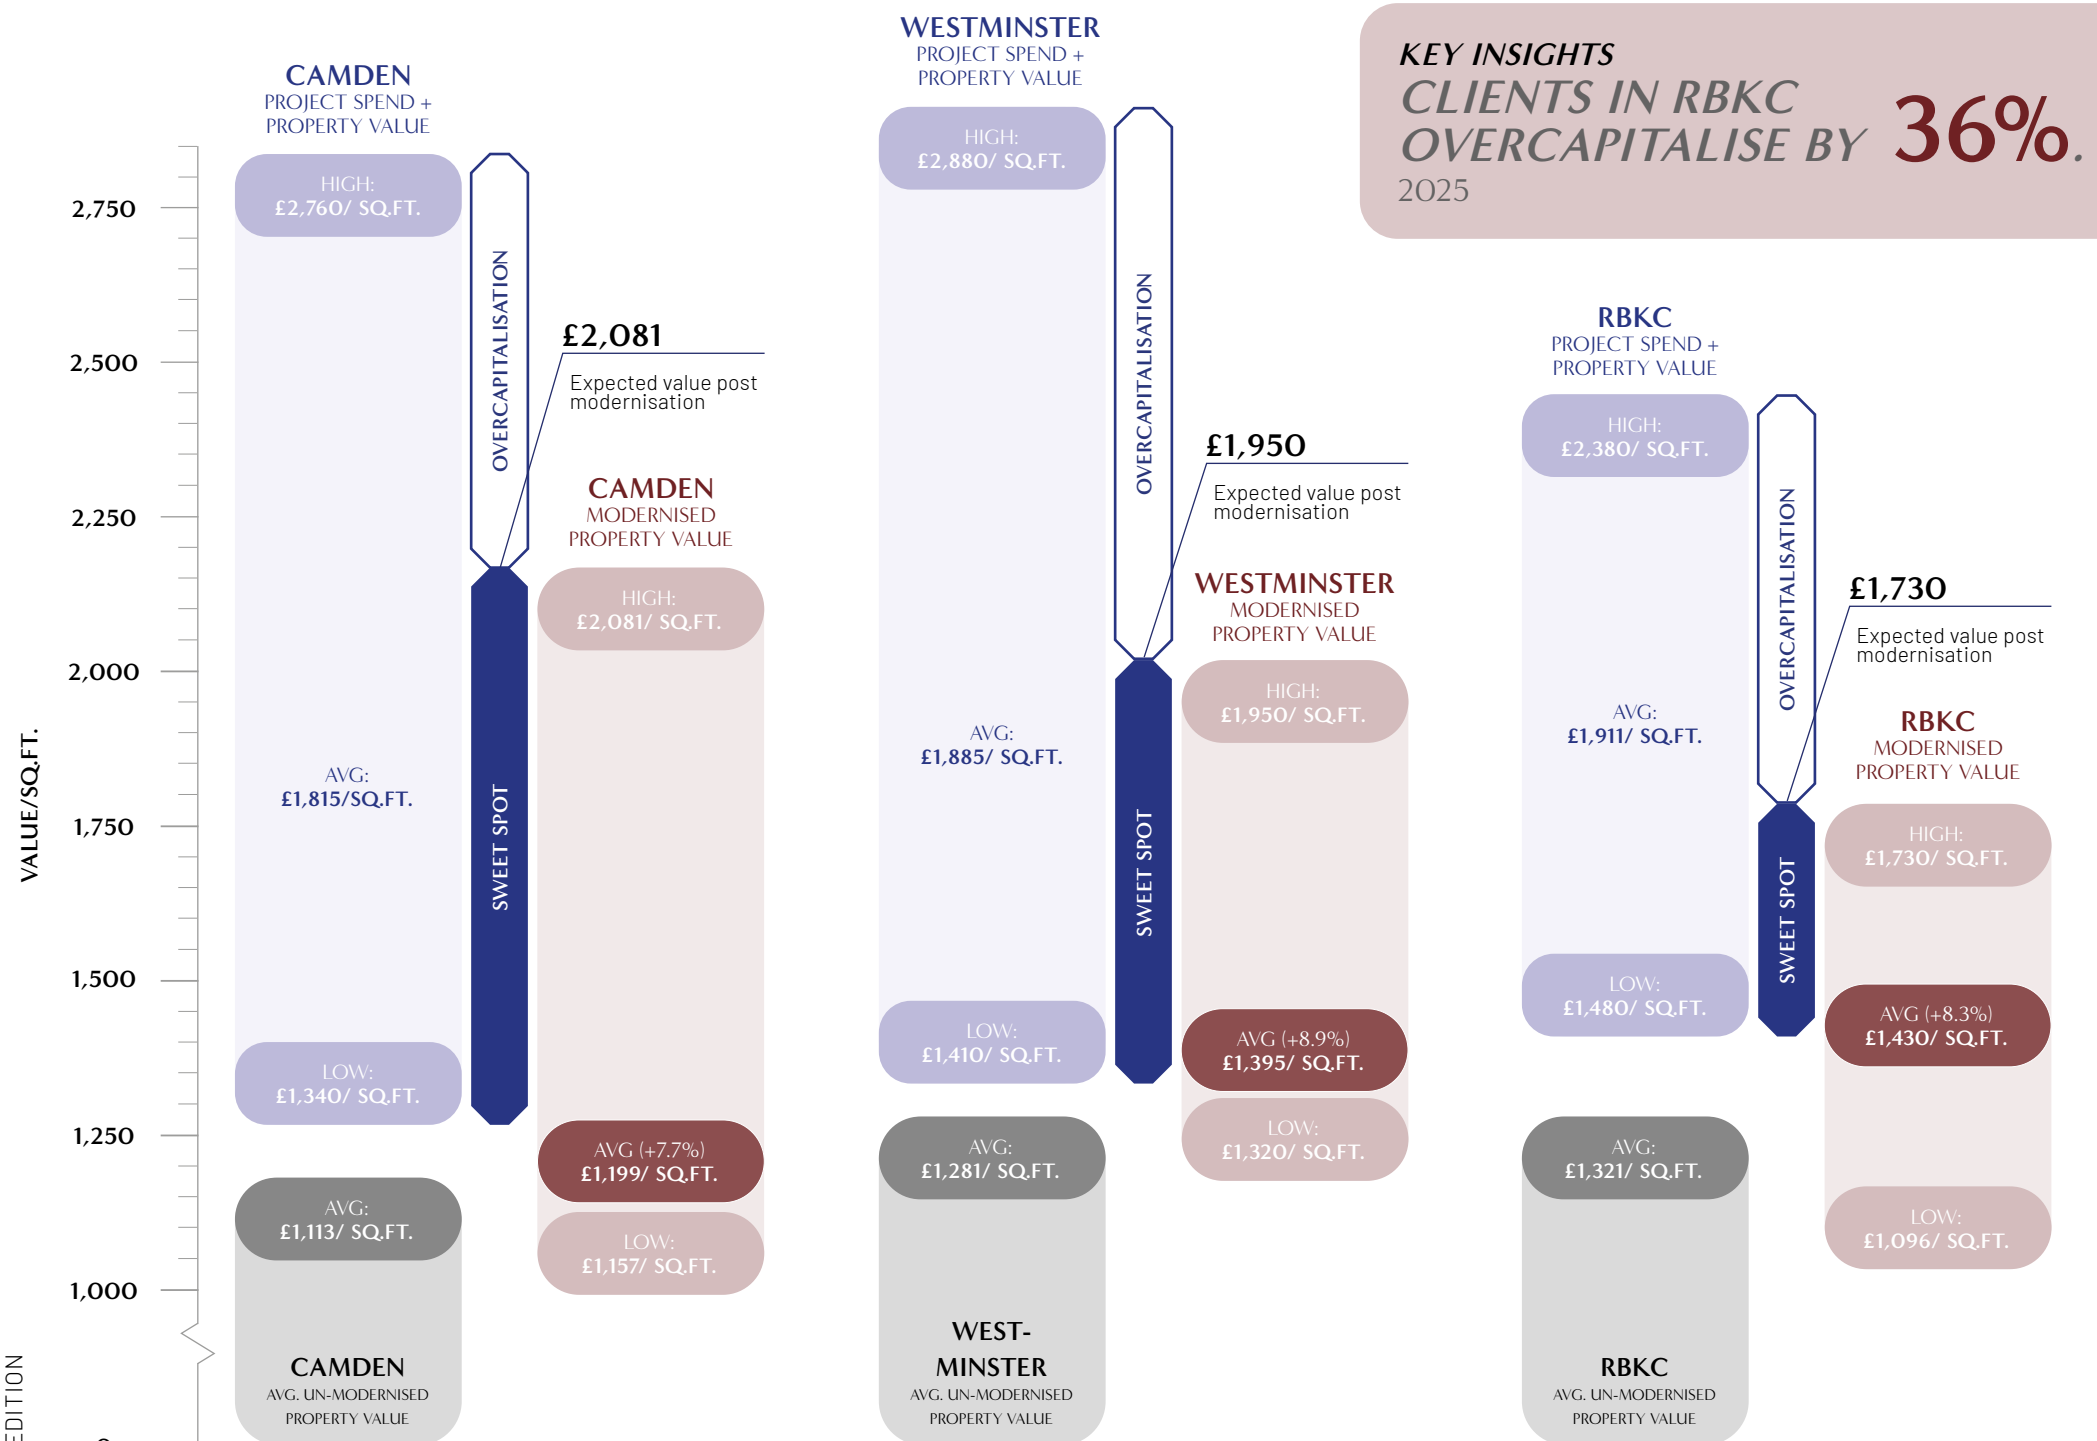 KEY INSIGHTS
CLIENTS IN RBKC
OVERCAPITALISE BY 36%.
2025
VALUE/SQ.FT.
2,750
2,500
2,250
2,000
1,750
1,500
1,250
1,000
EDITION
CAMDEN
PROJECT SPEND +
PROPERTY VALUE
HIGH:
£2,760/ SQ.FT.
AVG:
£1,815/SQ.FT.
LOW:
£1,340/ SQ.FT.
AVG:
£1,113/ SQ.FT.
CAMDEN
AVG. UN-MODERNISED
PROPERTY VALUE
OVERCAPITALISATION
SWEET SPOT
£2,081
Expected value post
modernisation
CAMDEN
MODERNISED
PROPERTY VALUE
HIGH:
£2,081/ SQ.FT.
AVG (+7.7%)
£1,199/ SQ.FT.
LOW:
£1,157/ SQ.FT.
WESTMINSTER
PROJECT SPEND +
PROPERTY VALUE
HIGH:
£2,880/ SQ.FT.
AVG:
£1,885/ SQ.FT.
LOW:
£1,410/ SQ.FT.
AVG:
£1,281/ SQ.FT.
WEST-
MINSTER
AVG. UN-MODERNISED
PROPERTY VALUE
OVERCAPITALISATION
SWEET SPOT
£1,950
Expected value post
modernisation
WESTMINSTER
MODERNISED
PROPERTY VALUE
HIGH:
£1,950/ SQ.FT.
AVG (+8.9%)
£1,395/ SQ.FT.
LOW:
£1,320/ SQ.FT.
RBKC
PROJECT SPEND +
PROPERTY VALUE
HIGH:
£2,380/ SQ.FT.
AVG:
£1,911/ SQ.FT.
LOW:
£1,480/ SQ.FT.
AVG:
£1,321/ SQ.FT.
RBKC
AVG. UN-MODERNISED
PROPERTY VALUE
OVERCAPITALISATION
SWEET SPOT
£1,730
Expected value post
modernisation
RBKC
MODERNISED
PROPERTY VALUE
HIGH:
£1,730/ SQ.FT.
AVG (+8.3%)
£1,430/ SQ.FT.
LOW:
£1,096/ SQ.FT.